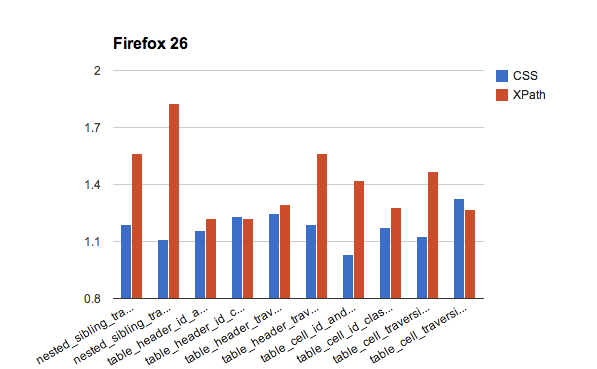 Firefox 26
2
1.7
1.4
1.1
0.8
CSS
XPath
nested_sibling_tra...
nested_sibling_tra...
table_header_id_a...
table_header_id_c...
table_header_trav...
table_header_trav...
table_cell_id_and...
table_cell_id_clas...
table_cell_traversi...
table_cell_traversi...